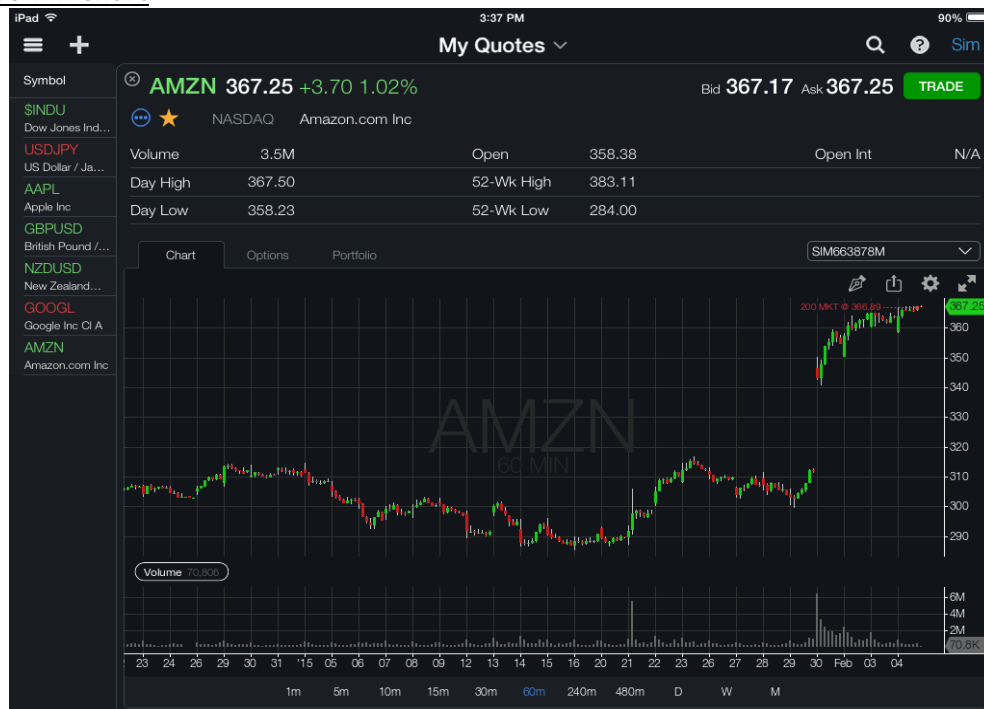 iPad 3:37 PM 90%
My Quotes Sim
Symbol
$INDU
Dow Jones Ind...
USDJPY
US Dollar / Ja...
AAPL
Apple Inc
GBPUSD
British Pound /...
NZDUSD
New Zealand...
GOOGL
Google Inc Cl A
AMZN
Amazon.com Inc
AMZN 367.25 +3.70 1.02% Bid 367.17 Ask 367.25 TRADE
NASDAQ Amazon.com Inc
Volume 3.5M Open 358.38 Open Int N/A
Day High 367.50 52-Wk High 383.11
Day Low 358.23 52-Wk Low 284.00
Chart Options Portfolio SIM663878M
200 MKT @ 366.89 367.25
360
350
340
330
320
310
300
290
AMZN
60 MIN
Volume 70,806
6M
4M
2M
70.8K
23 24 26 29 30 31 '15 05 06 07 08 09 12 13 14 15 16 20 21 22 23 26 27 28 29 30 Feb 03 04
1m 5m 10m 15m 30m 60m 240m 480m D W M